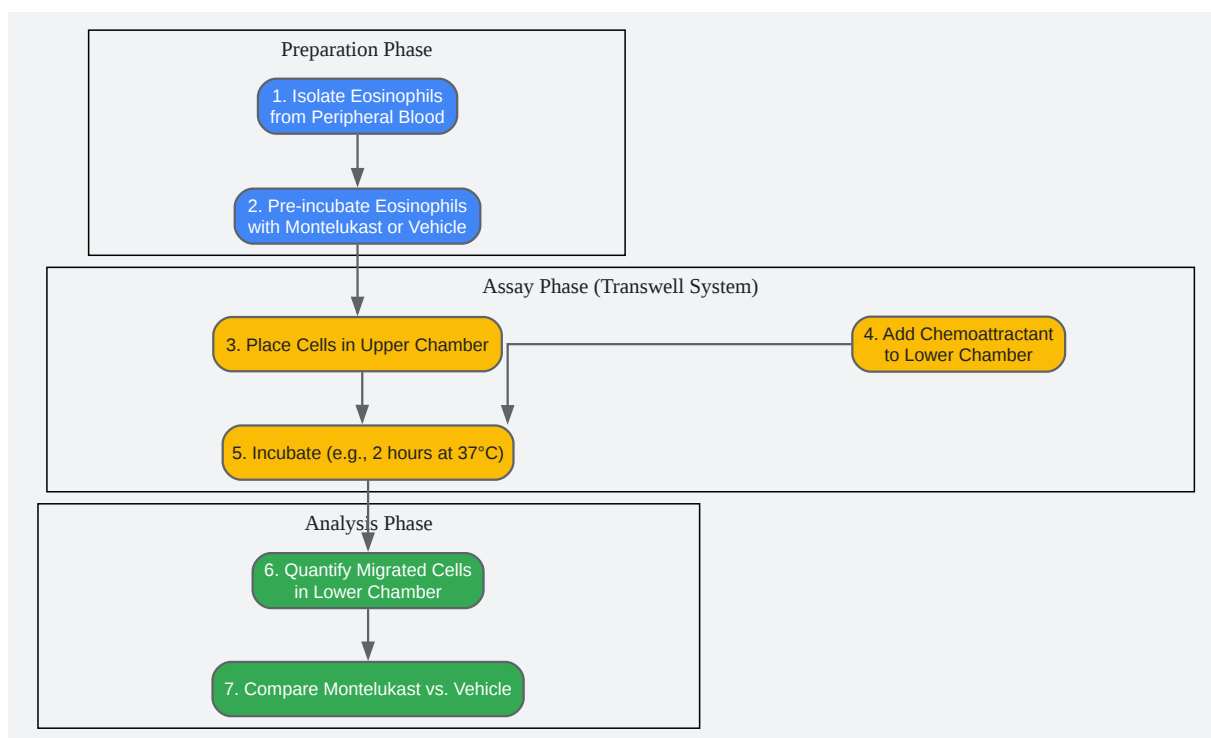 Preparation Phase
1. Isolate Eosinophils
from Peripheral Blood
2. Pre-incubate Eosinophils
with Montelukast or Vehicle
Assay Phase (Transwell System)
3. Place Cells in Upper Chamber
4. Add Chemoattractant
to Lower Chamber
5. Incubate (e.g., 2 hours at 37°C)
Analysis Phase
6. Quantify Migrated Cells
in Lower Chamber
7. Compare Montelukast vs. Vehicle